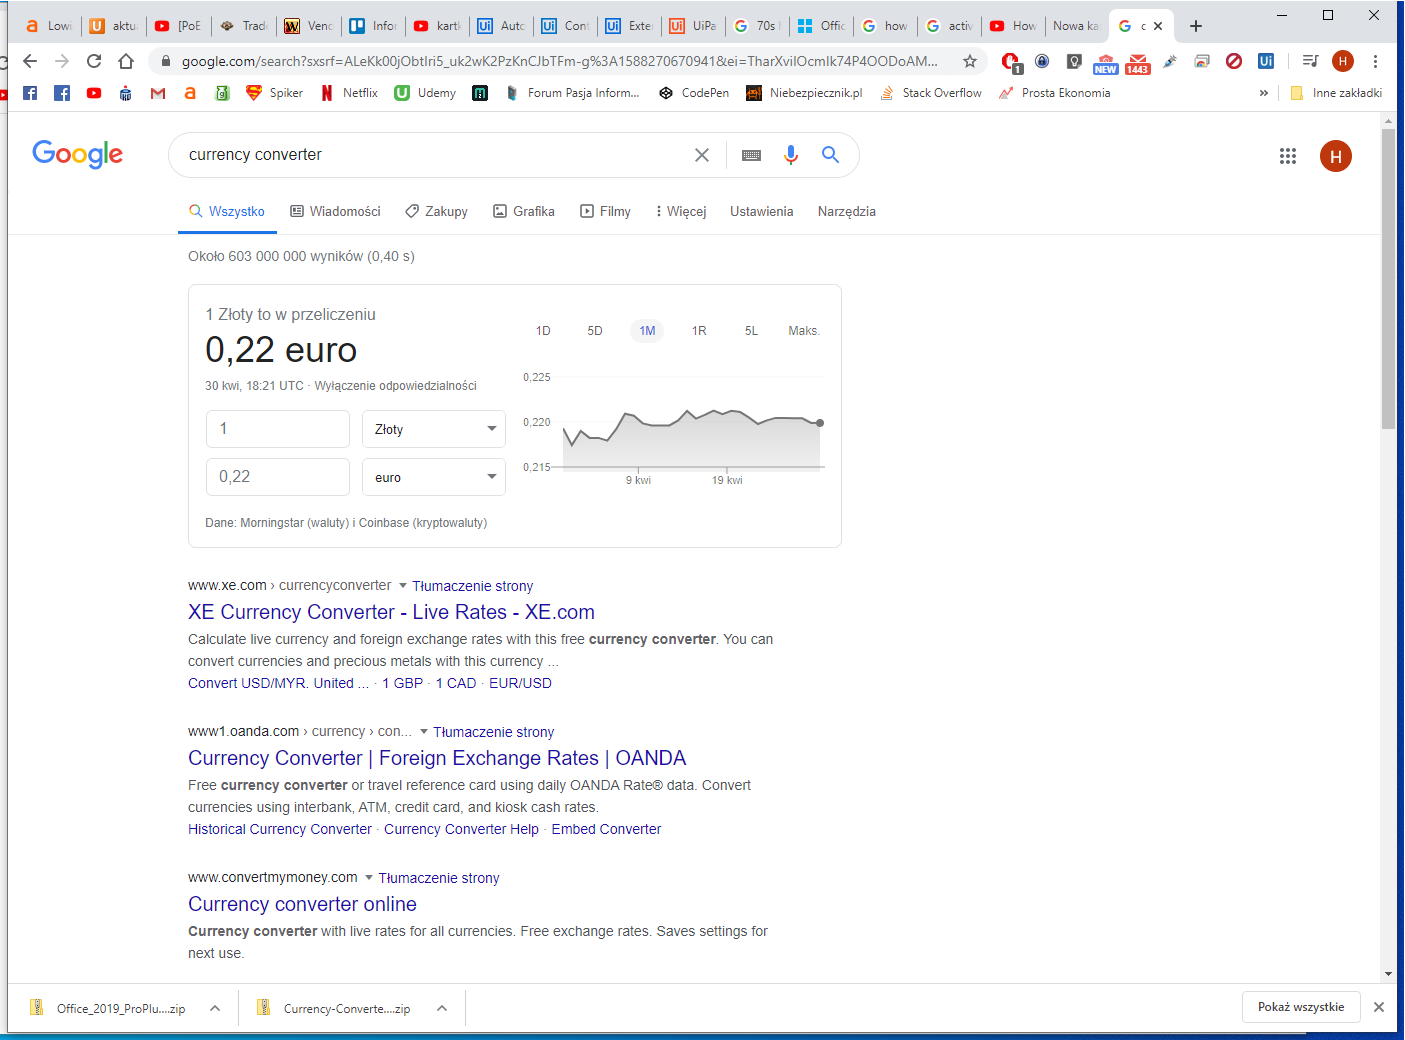 Lowi
aktu
[PoE
Trade
Venc
Infor
kartk
Auto
Cont
Exte
UiPa
70s
Offic
how
activ
How
Nowa ka
c
google.com/search?sxsrf=ALeKk00jObtIri5_uk2wK2PzKnCJbTFm-g%3A1588270670941&ei=TharXviIOcmIk74P4OODoAM...
1
NEW
1443
Ui
H
Spiker
Netflix
Udemy
Forum Pasja Inform...
CodePen
Niebezpiecznik.pl
Stack Overflow
Prosta Ekonomia
»
Inne zakładki
Google
currency converter
H
Wszystko
Wiadomości
Zakupy
Grafika
Filmy
Więcej
Ustawienia
Narzędzia
Około 603 000 000 wyników (0,40 s)
1 Złoty to w przeliczeniu
0,22 euro
30 kwi, 18:21 UTC · Wyłączenie odpowiedzialności
1
Złoty
0,22
euro
1D
5D
1M
1R
5L
Maks.
0,225
0,220
0,215
9 kwi
19 kwi
Dane: Morningstar (waluty) i Coinbase (kryptowaluty)
www.xe.com › currencyconverter ▼ Tłumaczenie strony
XE Currency Converter - Live Rates - XE.com
Calculate live currency and foreign exchange rates with this free currency converter. You can
convert currencies and precious metals with this currency ...
Convert USD/MYR. United ... · 1 GBP · 1 CAD · EUR/USD
www1.oanda.com › currency › con... ▼ Tłumaczenie strony
Currency Converter | Foreign Exchange Rates | OANDA
Free currency converter or travel reference card using daily OANDA Rate® data. Convert
currencies using interbank, ATM, credit card, and kiosk cash rates.
Historical Currency Converter · Currency Converter Help · Embed Converter
www.convertmymoney.com ▼ Tłumaczenie strony
Currency converter online
Currency converter with live rates for all currencies. Free exchange rates. Saves settings for
next use.
Office_2019_ProPlu....zip
Currency-Converte....zip
Pokaż wszystkie